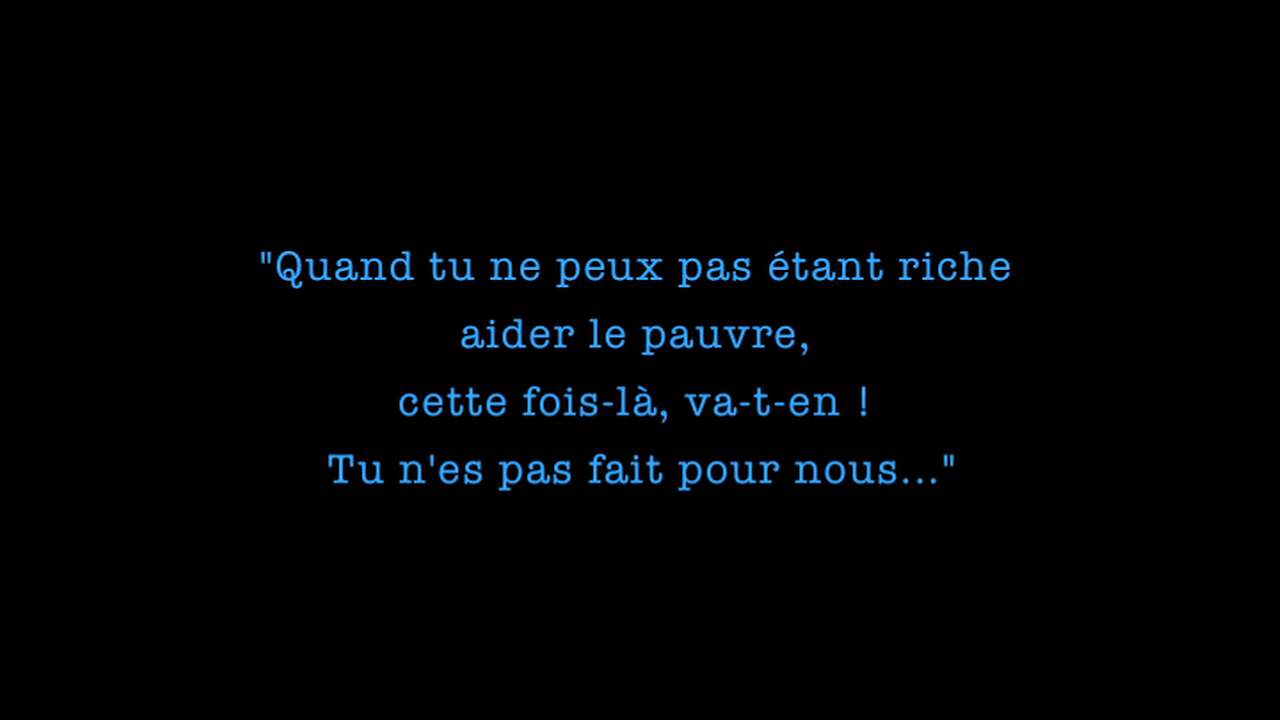 "Quand tu ne peux pas étant riche
aider le pauvre,
cette fois-là, va-t-en !
Tu n'es pas fait pour nous..."